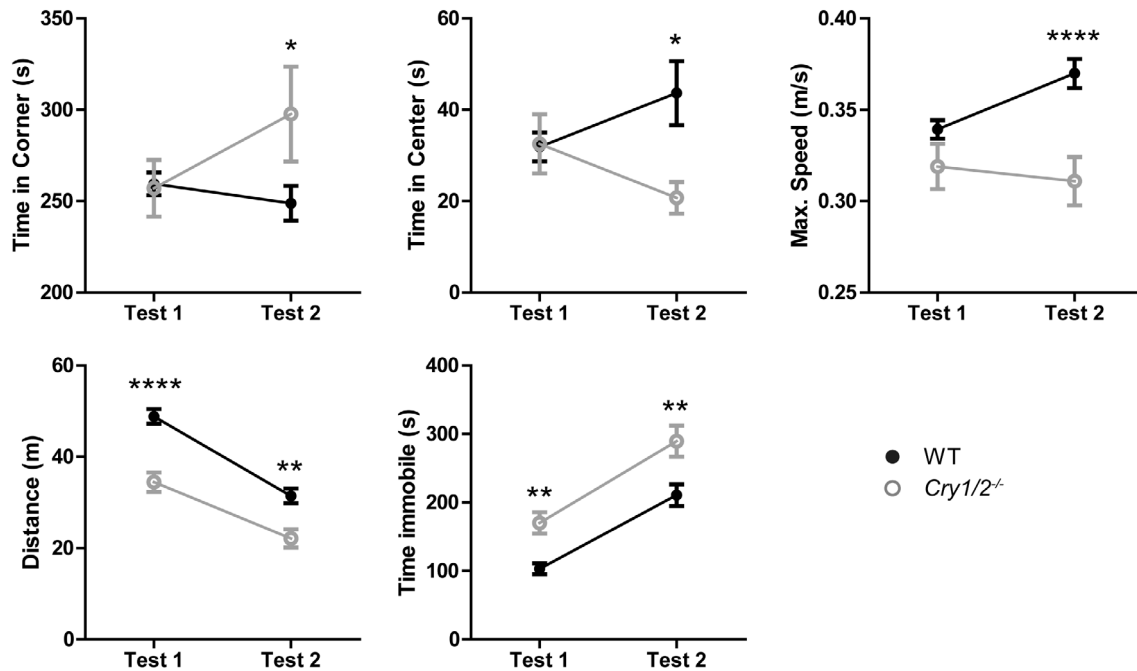 Time in Corner (s)
350
300
250
200
*
Test 1 Test 2
Time in Center (s)
60
40
20
0
*
Test 1 Test 2
Max. Speed (m/s)
0.40
0.35
0.30
0.25
****
Test 1 Test 2
Distance (m)
60
40
20
0
****
**
Test 1 Test 2
Time immobile (s)
400
300
200
100
0
**
**
Test 1 Test 2
WT
Cry1/2-/-